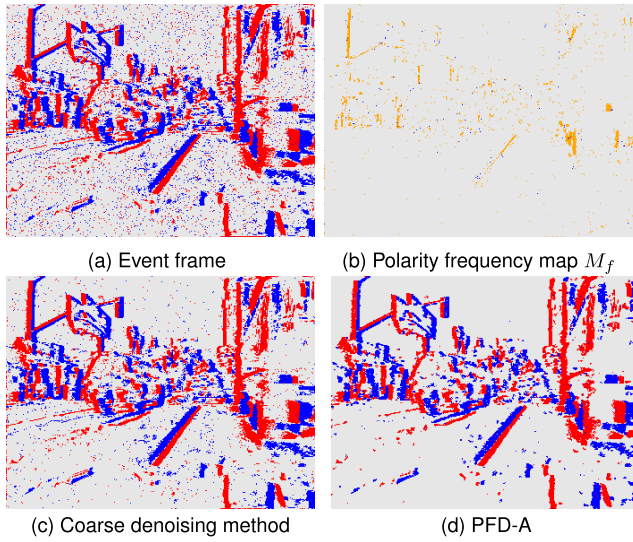 (a) Event frame
(b) Polarity frequency map M_f
(c) Coarse denoising method
(d) PFD-A